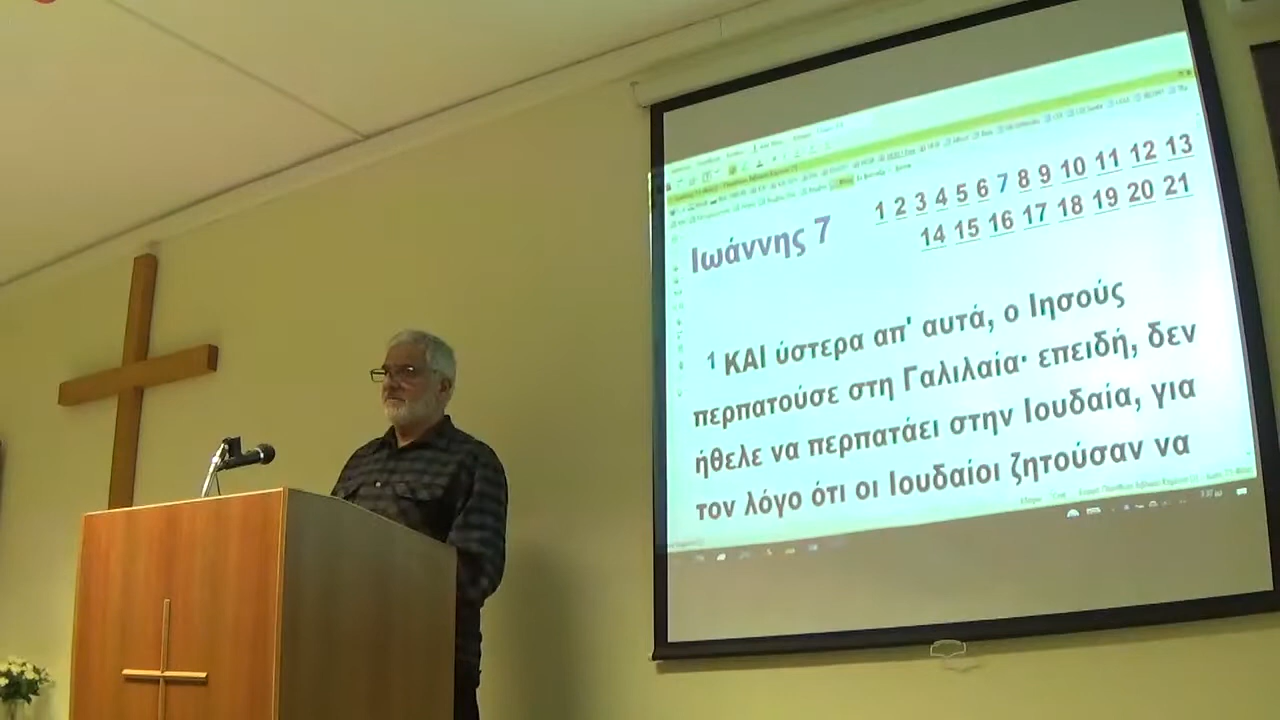 1 2 3 4 5 6 7 8 9 10 11 12 13
14 15 16 17 18 19 20 21
Ιωάννης 7
1 ΚΑΙ ύστερα απ' αυτά, ο Ιησούς
περπατούσε στη Γαλιλαία· επειδή, δεν
ήθελε να περπατάει στην Ιουδαία, για
τον λόγο ότι οι Ιουδαίοι ζητούσαν να